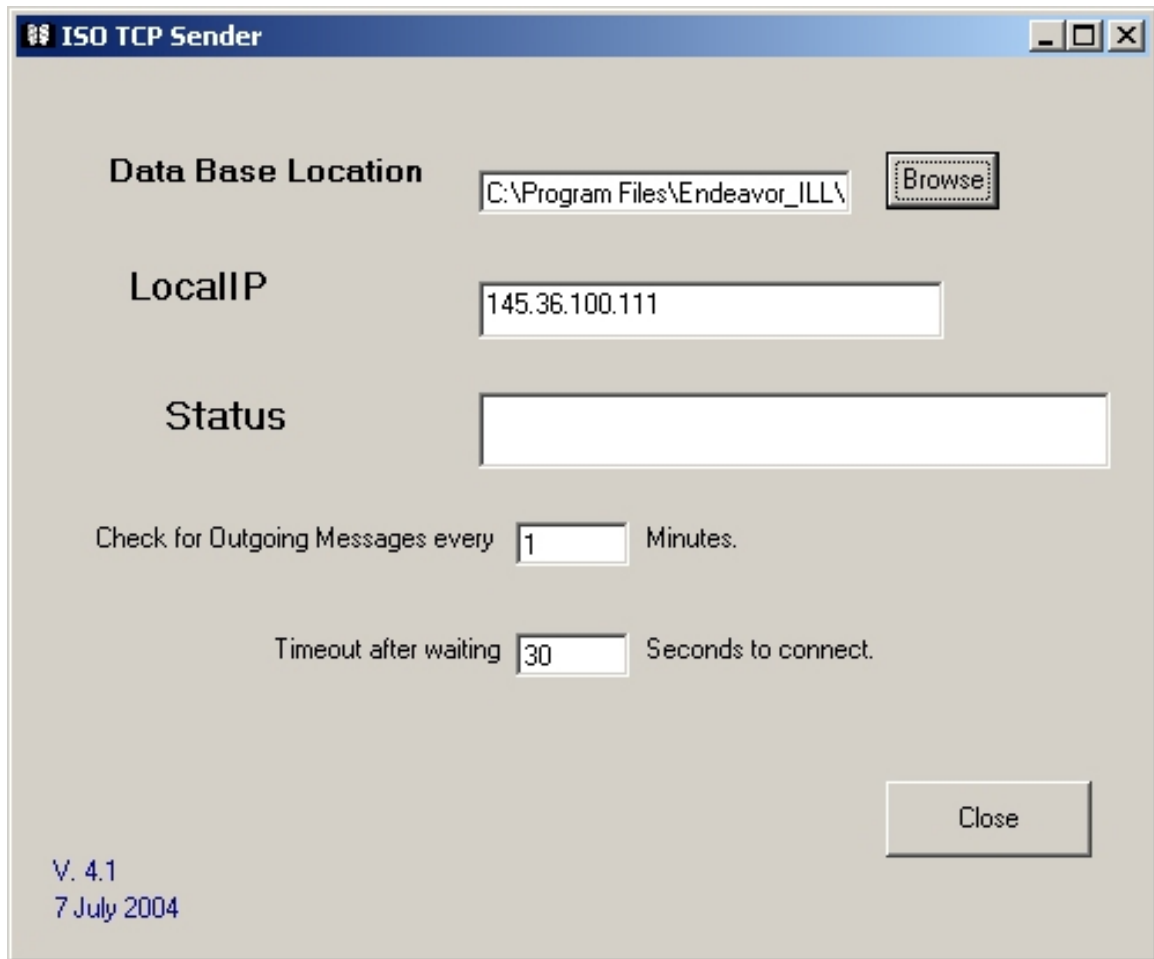 ISO TCP Sender
Data Base Location
C:\Program Files\Endeavor_ILL\
Browse
LocalIP
145.36.100.111
Status
Check for Outgoing Messages every 1 Minutes.
Timeout after waiting 30 Seconds to connect.
Close
V. 4.1
7 July 2004